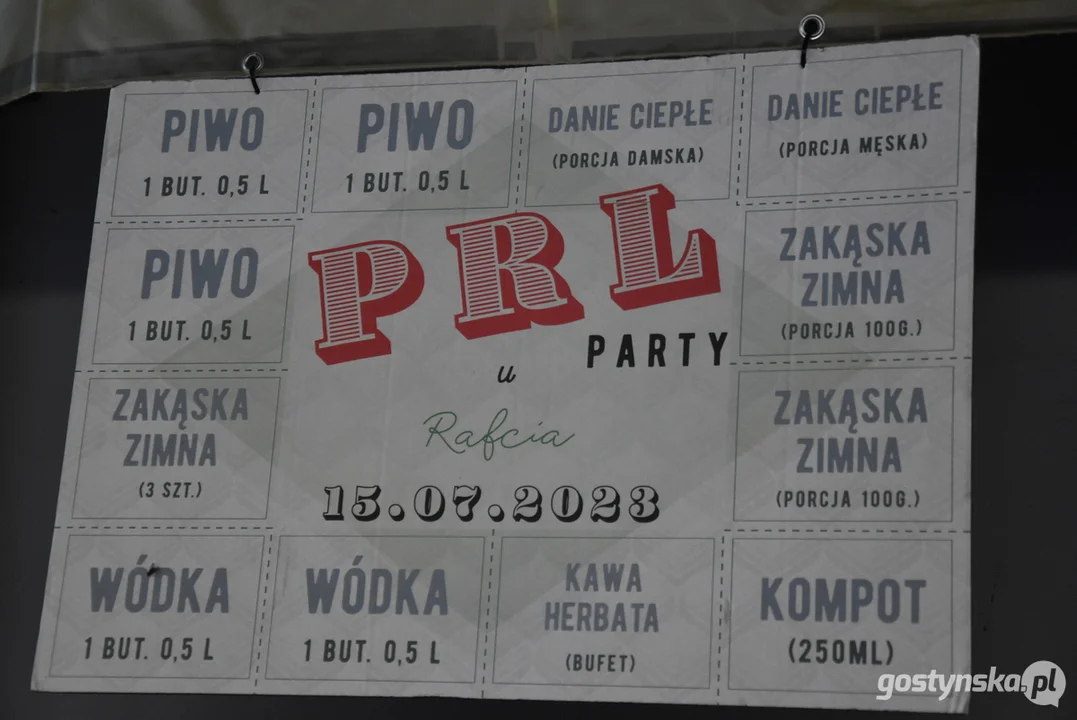 PIWO
1 BUT. 0,5 L
PIWO
1 BUT. 0,5 L
DANIE CIEPŁE
(PORCJA DAMSKA)
DANIE CIEPŁE
(PORCJA MĘSKA)
PIWO
1 BUT. 0,5 L
PRL
PARTY
u
Rafcia
15.07.2023
ZAKĄSKA
ZIMNA
(PORCJA 100G.)
ZAKĄSKA
ZIMNA
(3 SZT.)
ZAKĄSKA
ZIMNA
(PORCJA 100G.)
WÓDKA
1 BUT. 0,5 L
WÓDKA
1 BUT. 0,5 L
KAWA
HERBATA
(BUFET)
KOMPOT
(250ML)
gostynska.pl